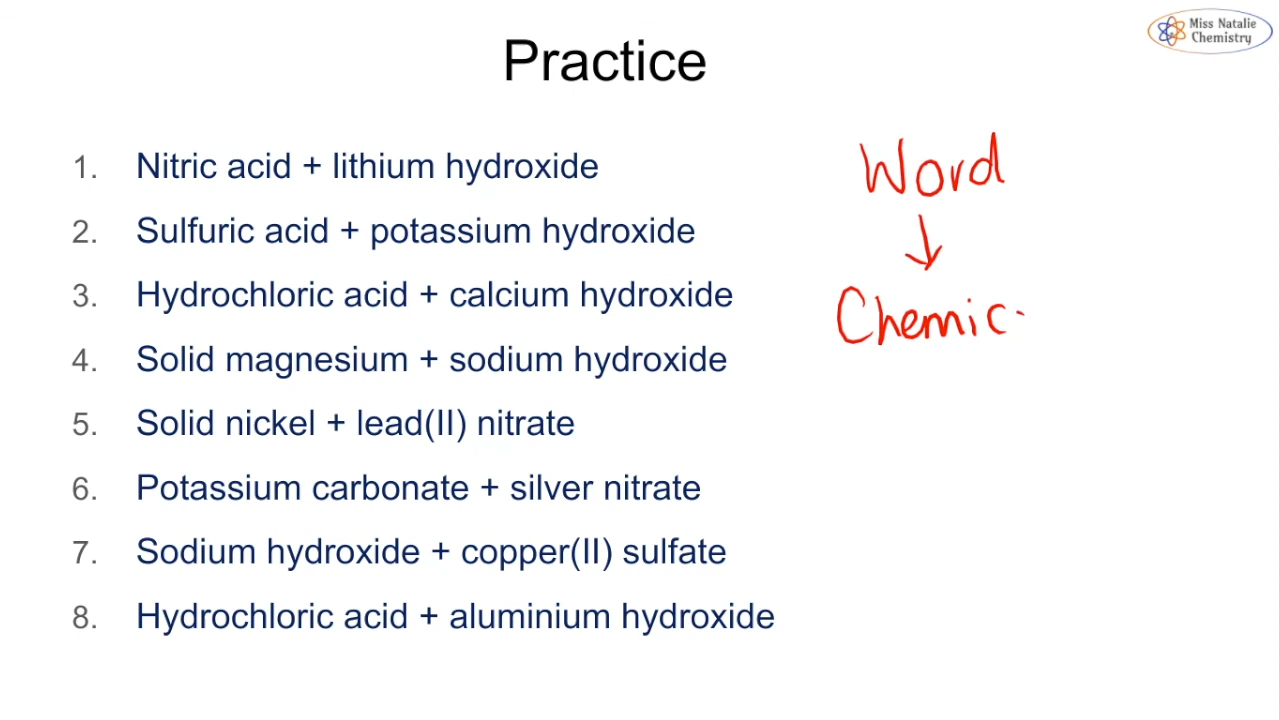 Miss Natalie
Chemistry
Practice
1. Nitric acid + lithium hydroxide
Word
2. Sulfuric acid + potassium hydroxide
3. Hydrochloric acid + calcium hydroxide
Chemic
4. Solid magnesium + sodium hydroxide
5. Solid nickel + lead(II) nitrate
6. Potassium carbonate + silver nitrate
7. Sodium hydroxide + copper(II) sulfate
8. Hydrochloric acid + aluminium hydroxide